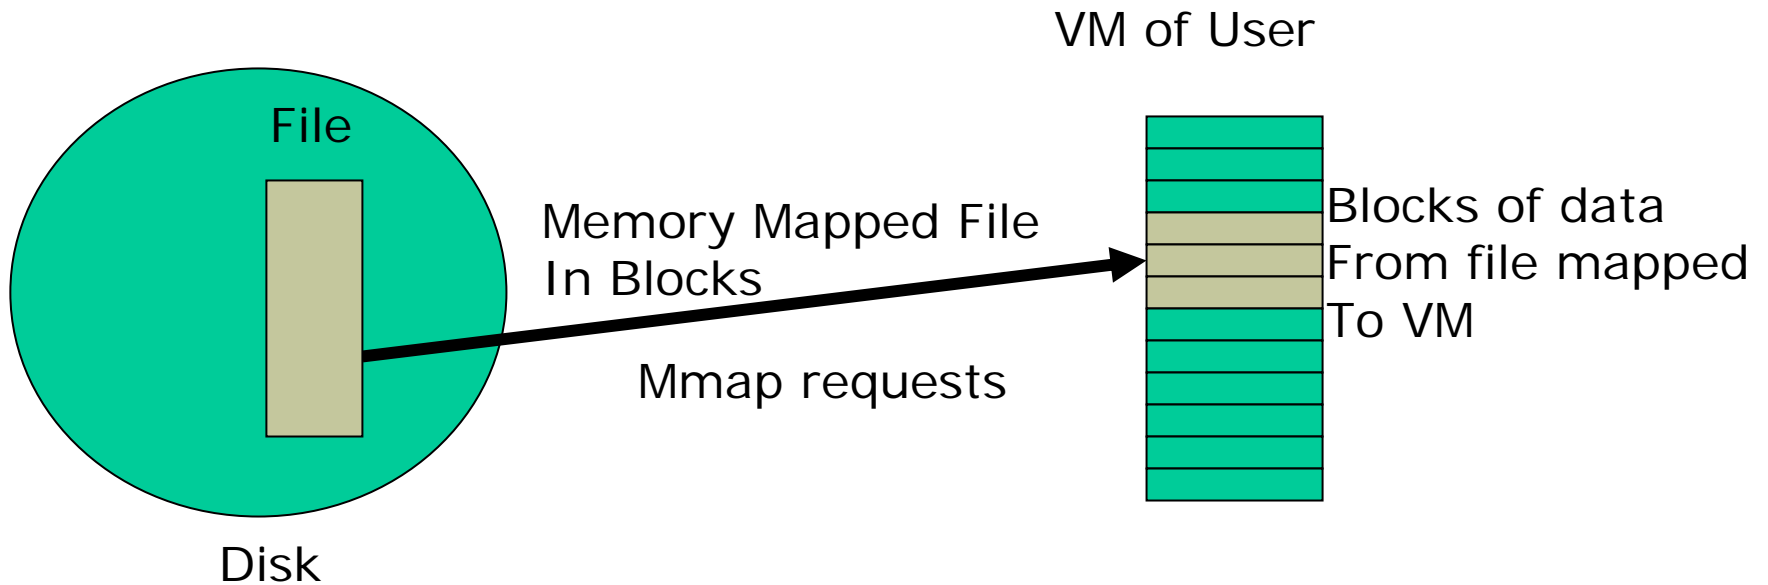 VM of User
File
Memory Mapped File
In Blocks
Blocks of data
From file mapped
To VM
Mmap requests
Disk